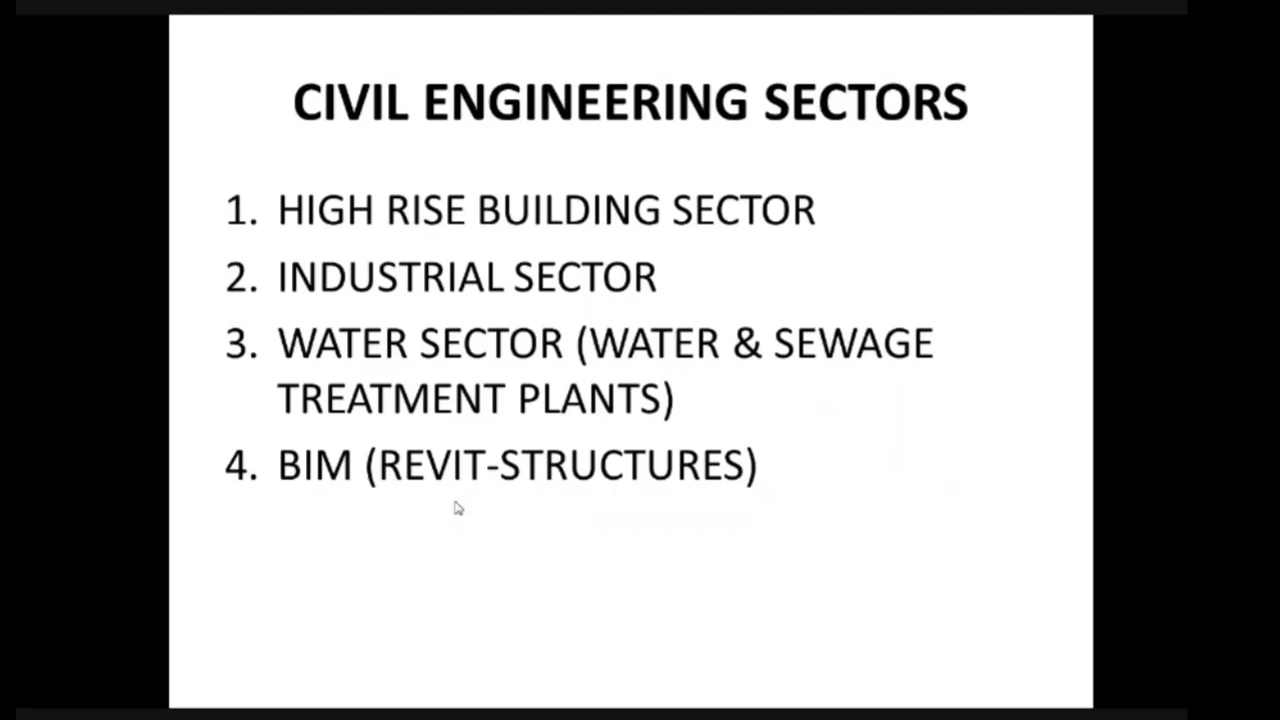 CIVIL ENGINEERING SECTORS
1. HIGH RISE BUILDING SECTOR
2. INDUSTRIAL SECTOR
3. WATER SECTOR (WATER & SEWAGE
TREATMENT PLANTS)
4. BIM (REVIT-STRUCTURES)